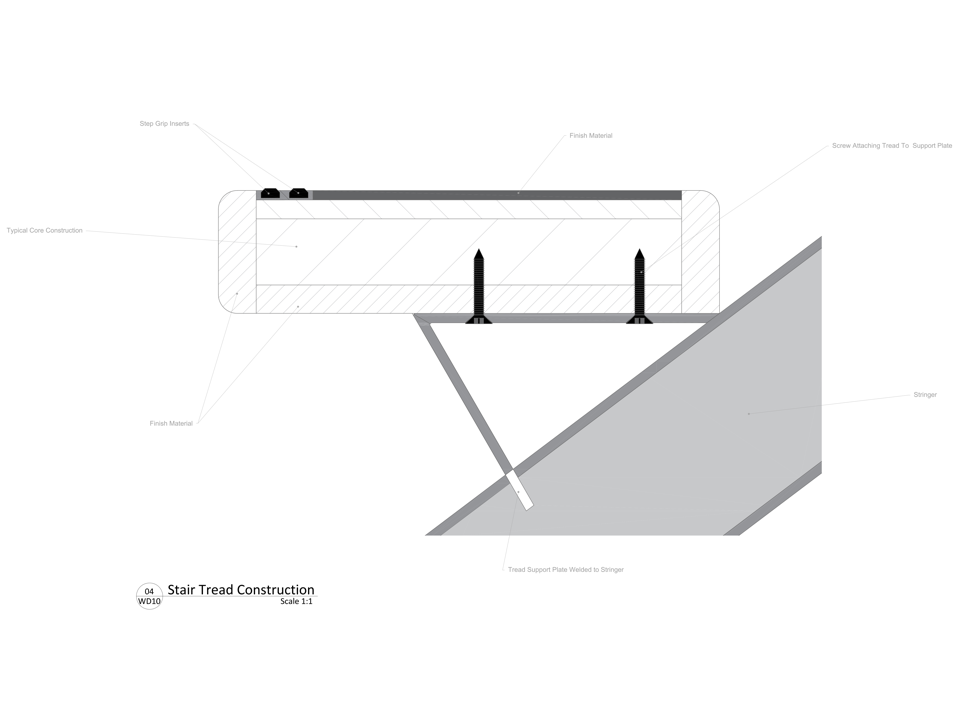 Step Grip Inserts
Finish Material
Screw Attaching Tread To Support Plate
Typical Core Construction
Stringer
Finish Material
Tread Support Plate Welded to Stringer
04
WD10
Stair Tread Construction
Scale 1:1